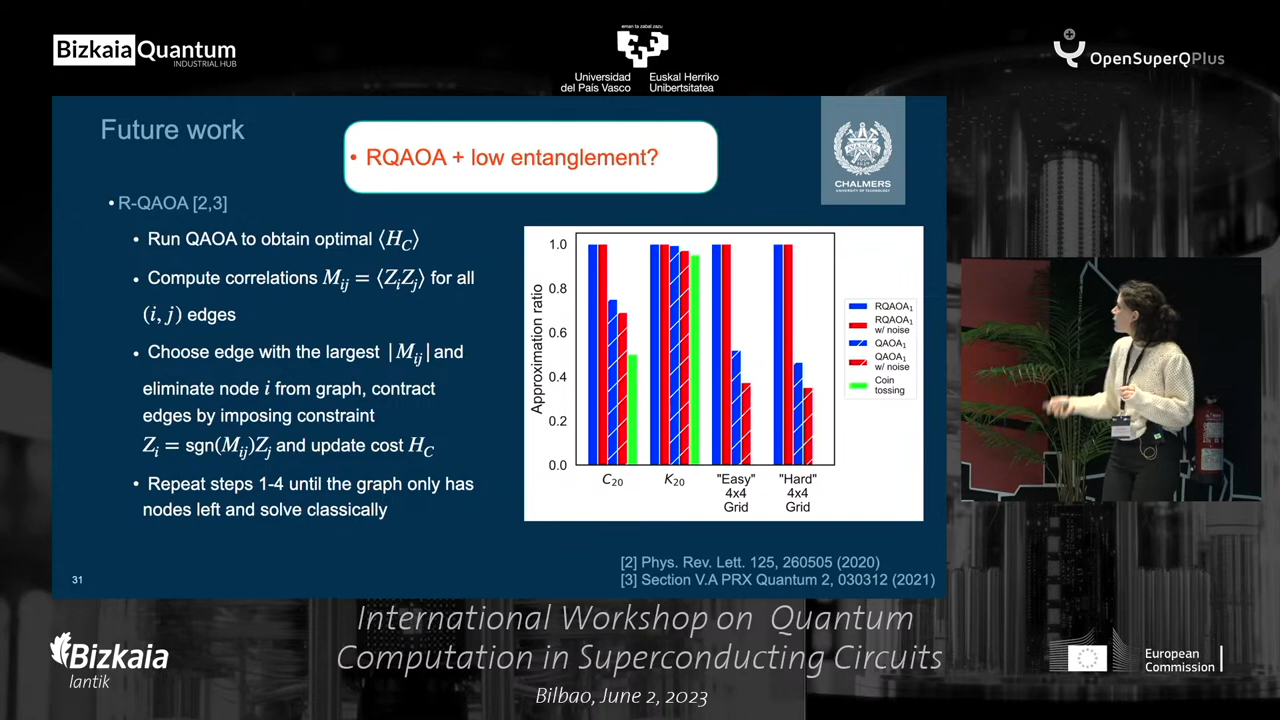 Bizkaia Quantum
INDUSTRIAL HUB
eman ta zabal zazu
Universidad
del País Vasco
Euskal Herriko
Unibertsitatea
OpenSuperQPlus
Future work
• RQAOA + low entanglement?
CHALMERS
UNIVERSITY OF TECHNOLOGY
• R-QAOA [2,3]
• Run QAOA to obtain optimal ⟨H_C⟩
• Compute correlations M_ij = ⟨Z_iZ_j⟩ for all
(i, j) edges
• Choose edge with the largest |M_ij| and
eliminate node i from graph, contract
edges by imposing constraint
Z_i = sgn(M_ij)Z_j and update cost H_C
• Repeat steps 1-4 until the graph only has
nodes left and solve classically
Approximation ratio
1.0
0.8
0.6
0.4
0.2
0.0
C_20
K_20
"Easy"
4x4
Grid
"Hard"
4x4
Grid
RQAOA_1
RQAOA_1
w/ noise
QAOA_1
QAOA_1
w/ noise
Coin
tossing
[2] Phys. Rev. Lett. 125, 260505 (2020)
[3] Section V.A PRX Quantum 2, 030312 (2021)
31
International Workshop on Quantum
Computation in Superconducting Circuits
Bilbao, June 2, 2023
Bizkaia
lantik
European
Commission